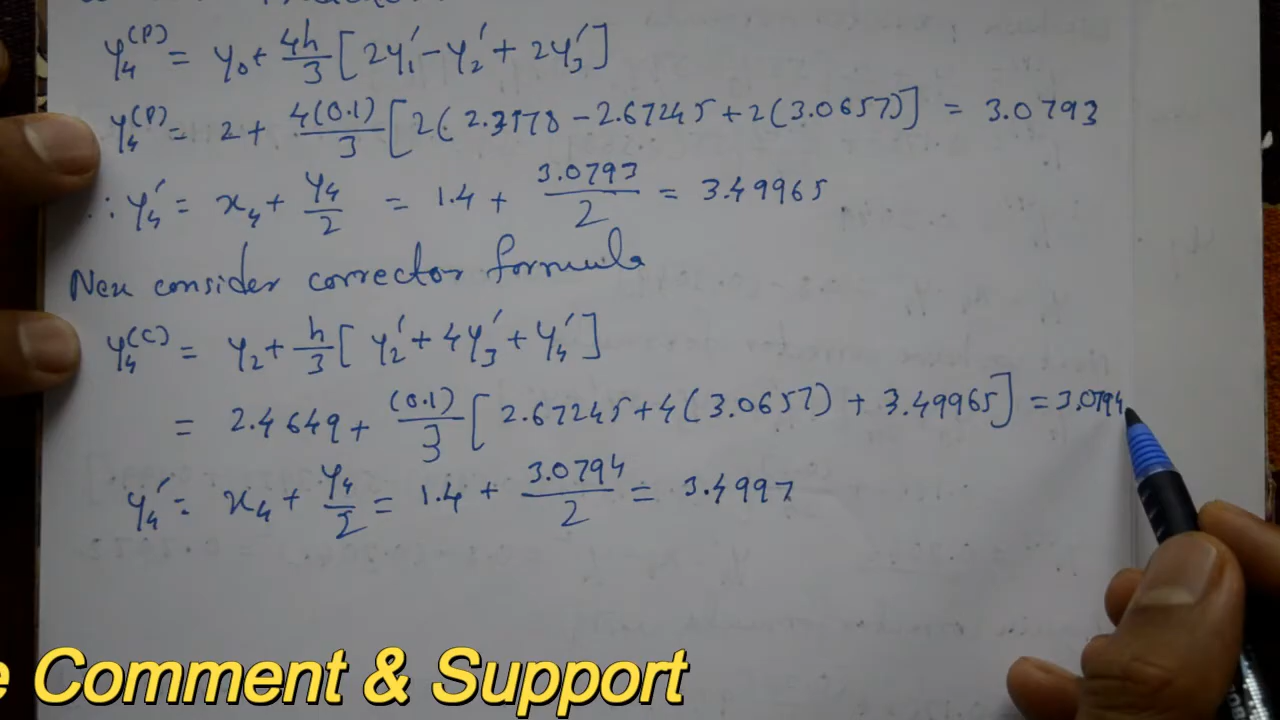 y₄⁽ᴾ⁾ = y₀ + 4h/3 [2y₁' - y₂' + 2y₃']
y₄⁽ᴾ⁾ = 2 + 4(0.1)/3 [2(2.3178 - 2.67245 + 2(3.0657)] = 3.0793
∴ y₄' = x₄ + y₄/2 = 1.4 + 3.0793/2 = 3.49965
Nex consider corrector formula
y₄⁽ᶜ⁾ = y₂ + h/3 [y₂' + 4y₃' + y₄']
= 2.4649 + (0.1)/3 [2.67245 + 4(3.0657) + 3.49965] = 3.0794
y₄' = x₄ + y₄/2 = 1.4 + 3.0794/2 = 3.4997
Comment & Support